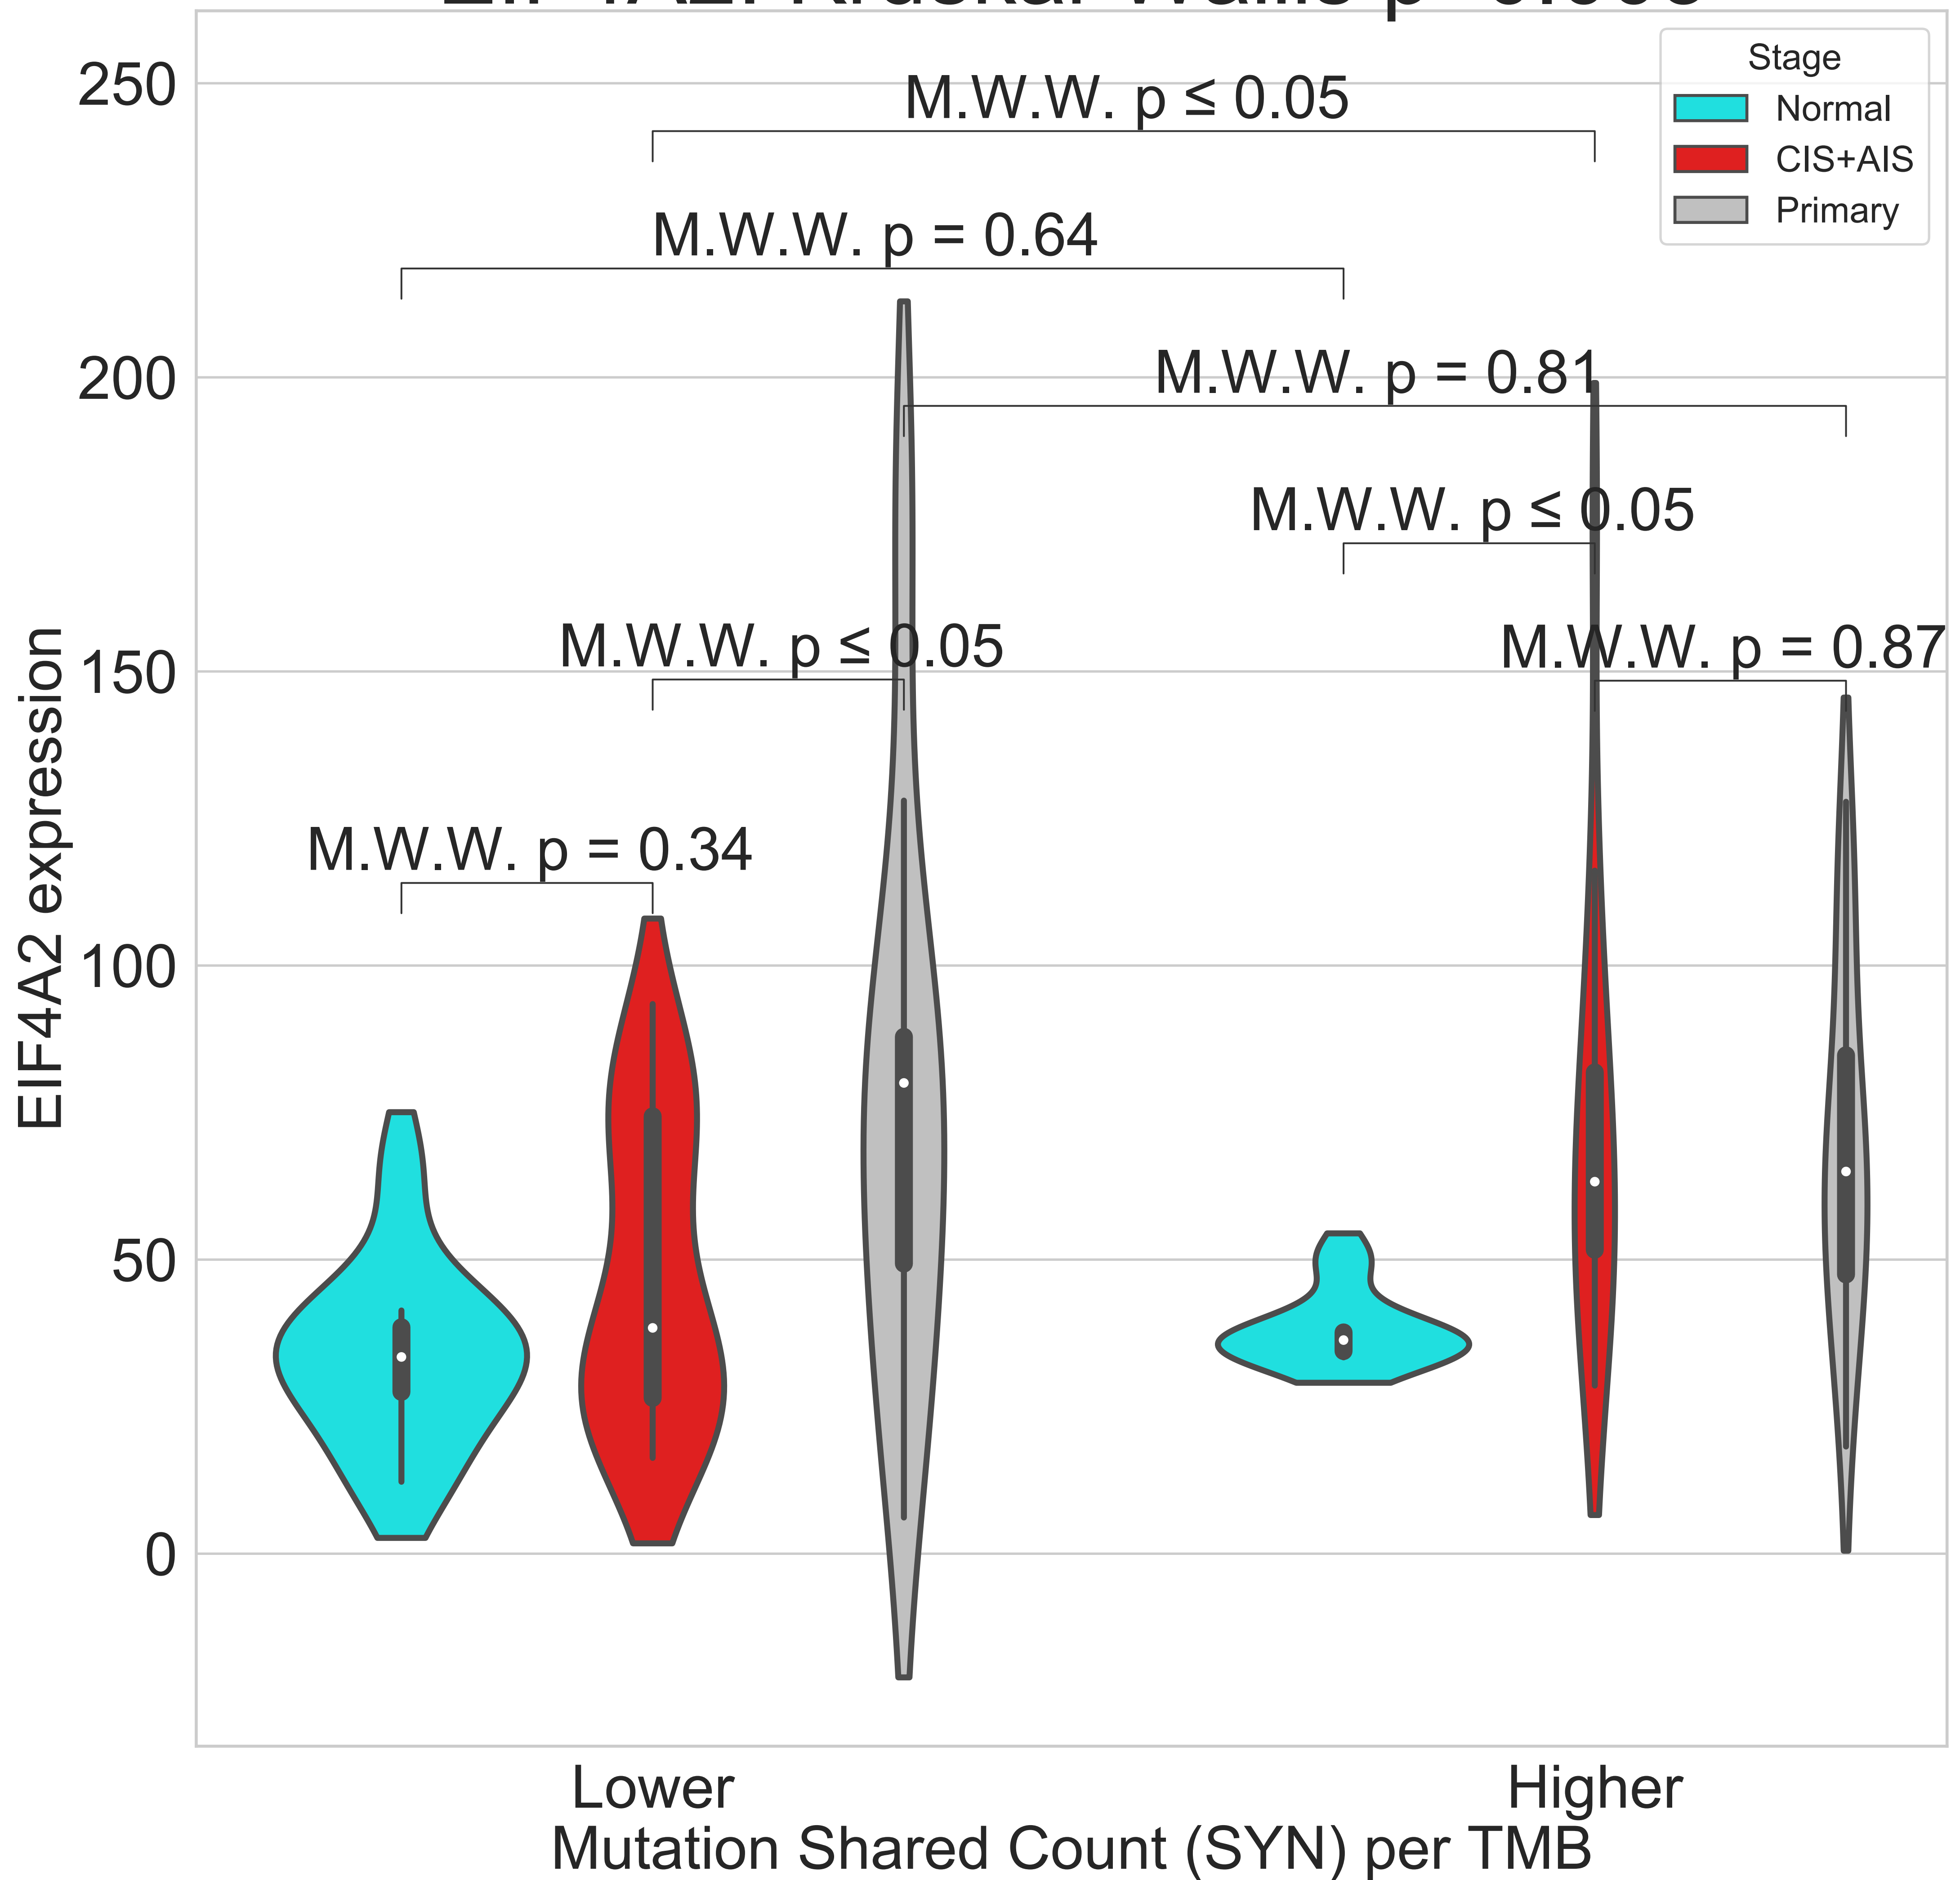 Stage
Normal
CIS+AIS
Primary
250
200
150
100
50
0
EIF4A2 expression
M.W.W. p ≤ 0.05
M.W.W. p = 0.64
M.W.W. p = 0.81
M.W.W. p ≤ 0.05
M.W.W. p ≤ 0.05
M.W.W. p = 0.87
M.W.W. p = 0.34
Lower
Higher
Mutation Shared Count (SYN) per TMB